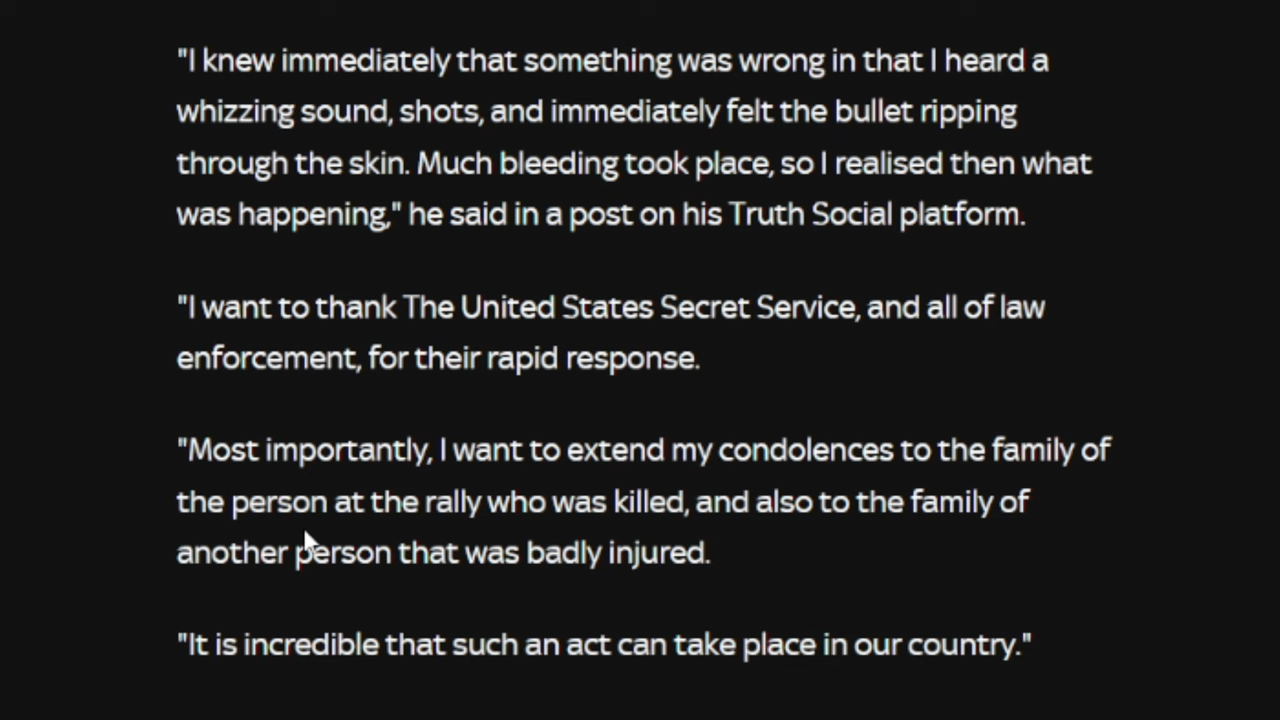 "I knew immediately that something was wrong in that I heard a
whizzing sound, shots, and immediately felt the bullet ripping
through the skin. Much bleeding took place, so I realised then what
was happening," he said in a post on his Truth Social platform.
"I want to thank The United States Secret Service, and all of law
enforcement, for their rapid response.
"Most importantly, I want to extend my condolences to the family of
the person at the rally who was killed, and also to the family of
another person that was badly injured.
"It is incredible that such an act can take place in our country."